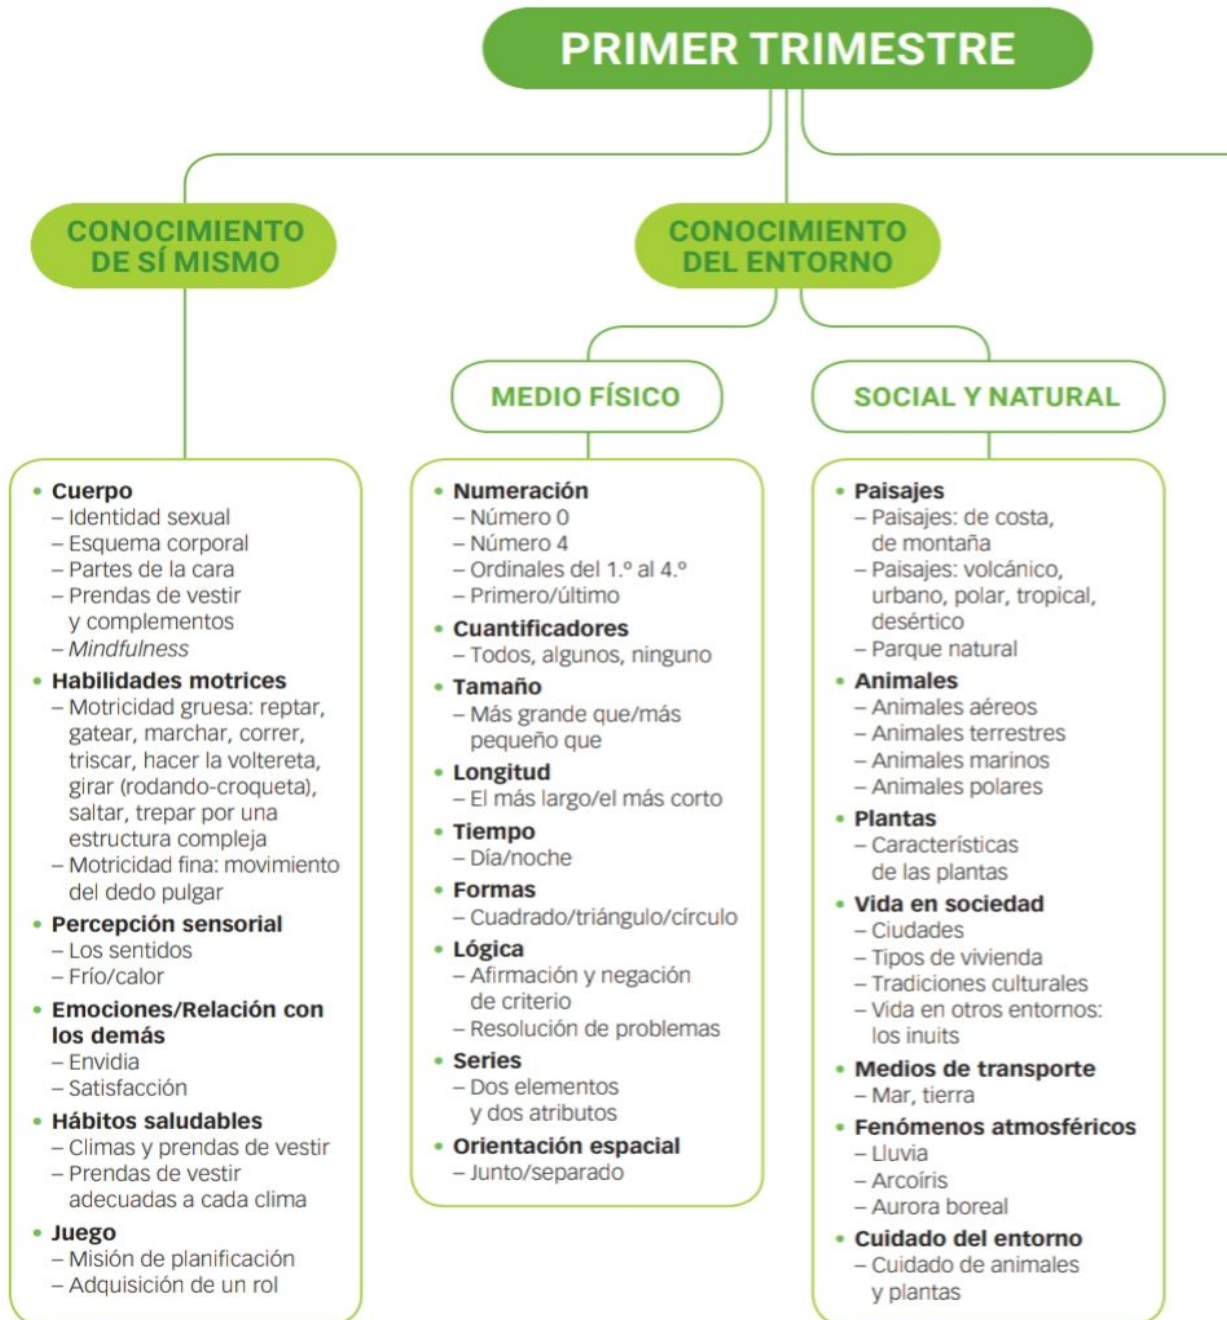 PRIMER TRIMESTRE
CONOCIMIENTO
DE SÍ MISMO
• Cuerpo
– Identidad sexual
– Esquema corporal
– Partes de la cara
– Prendas de vestir
y complementos
– Mindfulness
• Habilidades motrices
– Motricidad gruesa: reptar,
gatear, marchar, correr,
triscar, hacer la voltereta,
girar (rodando-croqueta),
saltar, trepar por una
estructura compleja
– Motricidad fina: movimiento
del dedo pulgar
• Percepción sensorial
– Los sentidos
– Frío/calor
• Emociones/Relación con
los demás
– Envidia
– Satisfacción
• Hábitos saludables
– Climas y prendas de vestir
– Prendas de vestir
adecuadas a cada clima
• Juego
– Misión de planificación
– Adquisición de un rol
CONOCIMIENTO
DEL ENTORNO
MEDIO FÍSICO
• Numeración
– Número 0
– Número 4
– Ordinales del 1.º al 4.º
– Primero/último
• Cuantificadores
– Todos, algunos, ninguno
• Tamaño
– Más grande que/más
pequeño que
• Longitud
– El más largo/el más corto
• Tiempo
– Día/noche
• Formas
– Cuadrado/triángulo/círculo
• Lógica
– Afirmación y negación
de criterio
– Resolución de problemas
• Series
– Dos elementos
y dos atributos
• Orientación espacial
– Junto/separado
SOCIAL Y NATURAL
• Paisajes
– Paisajes: de costa,
de montaña
– Paisajes: volcánico,
urbano, polar, tropical,
desértico
– Parque natural
• Animales
– Animales aéreos
– Animales terrestres
– Animales marinos
– Animales polares
• Plantas
– Características
de las plantas
• Vida en sociedad
– Ciudades
– Tipos de vivienda
– Tradiciones culturales
– Vida en otros entornos:
los inuits
• Medios de transporte
– Mar, tierra
• Fenómenos atmosféricos
– Lluvia
– Arcoíris
– Aurora boreal
• Cuidado del entorno
– Cuidado de animales
y plantas